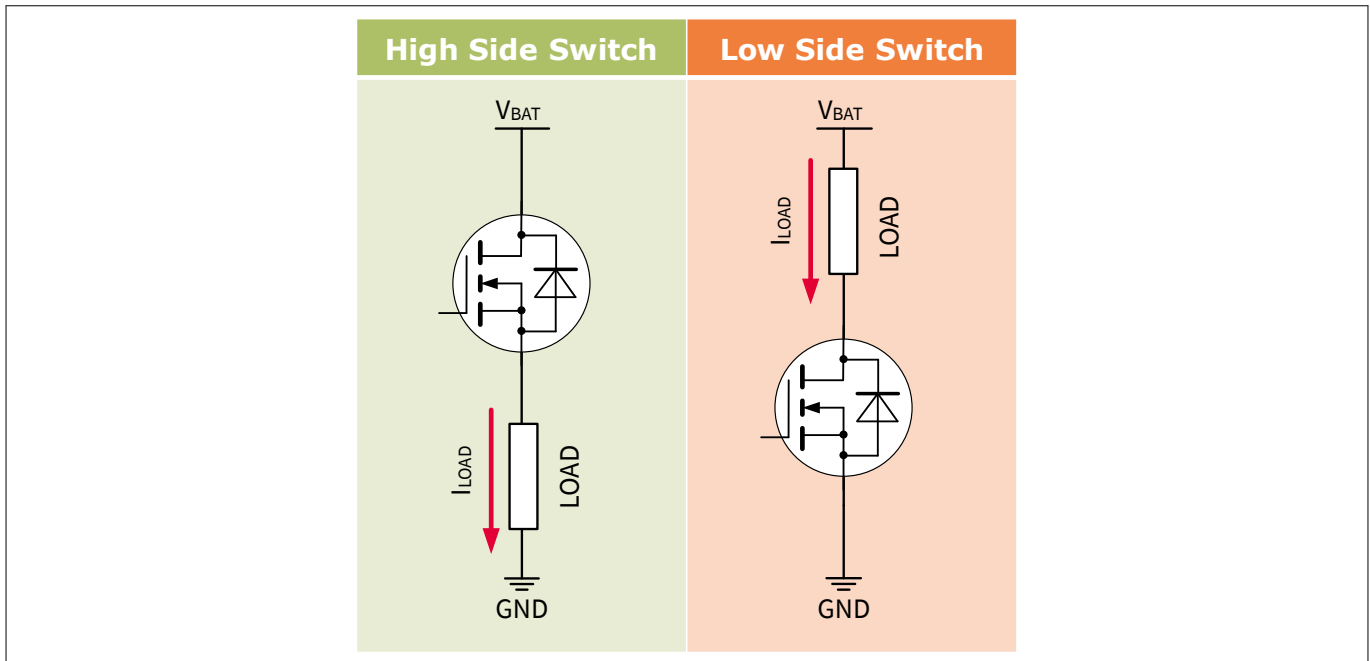 High Side Switch
VBAT
ILOAD
LOAD
GND
Low Side Switch
VBAT
ILOAD
LOAD
GND